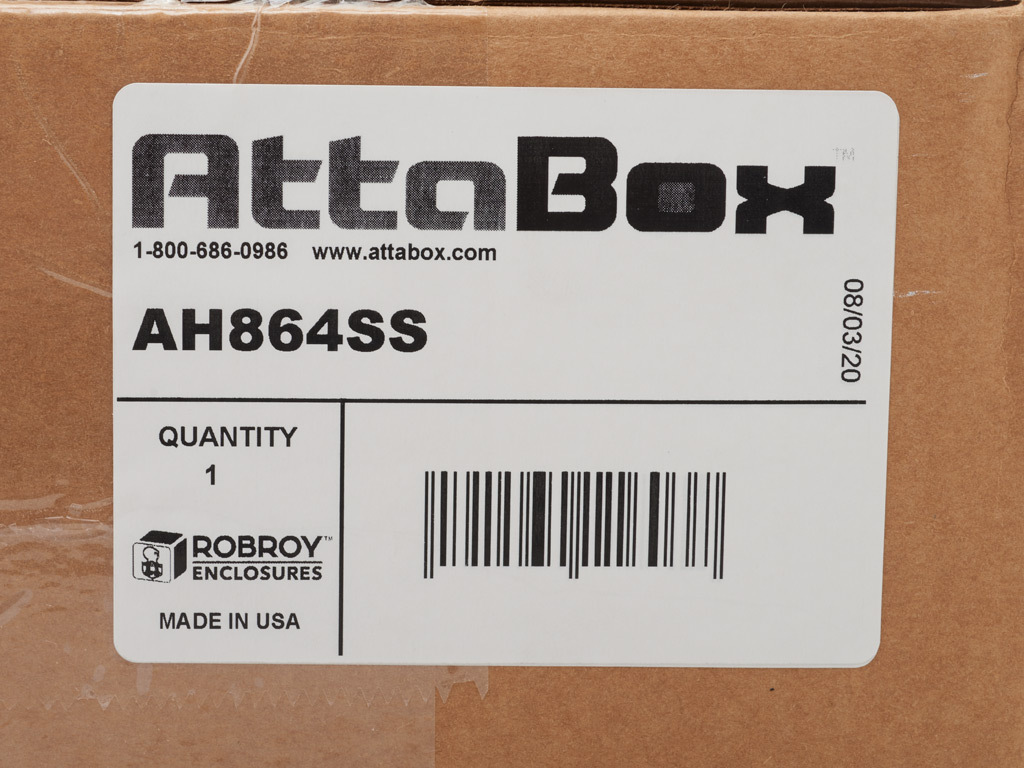 AttaBox™
1-800-686-0986 www.attabox.com
AH864SS
08/03/20
QUANTITY
1
ROBROY™
ENCLOSURES
MADE IN USA